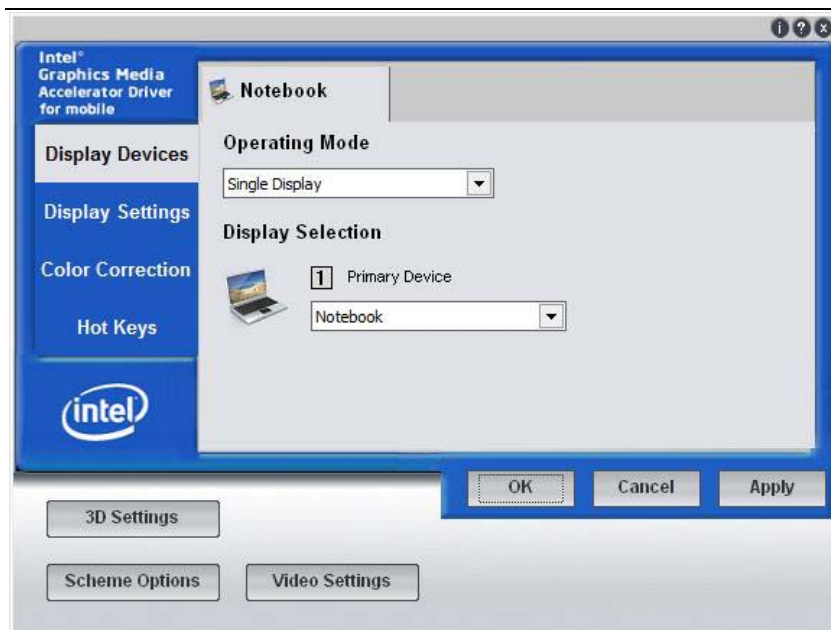 Intel®
Graphics Media
Accelerator Driver
for mobile
Notebook
Display Devices
Display Settings
Color Correction
Hot Keys
intel
Operating Mode
Single Display
Display Selection
1 Primary Device
Notebook
OK Cancel Apply
3D Settings
Scheme Options Video Settings